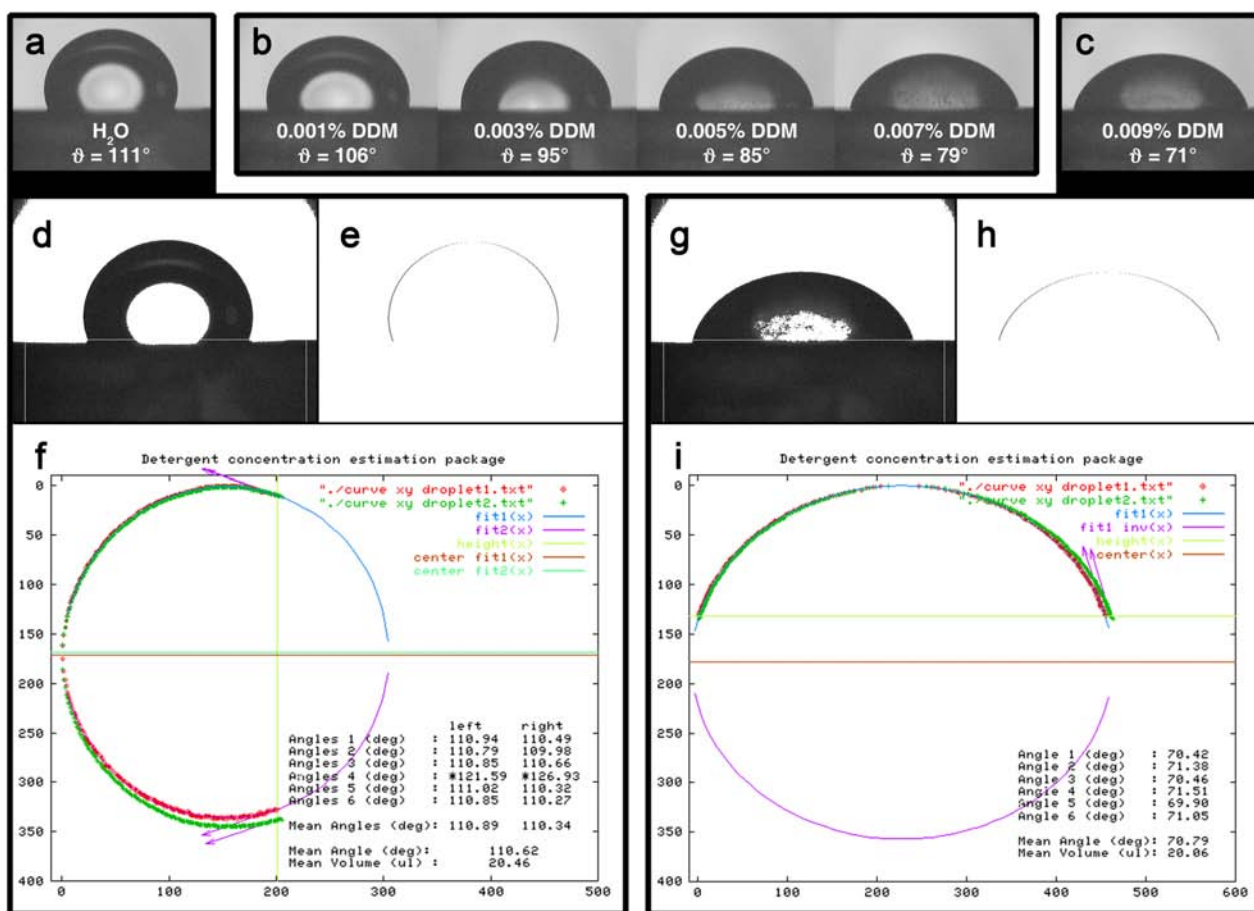 a
H₂O
ϑ = 111°
b
0.001% DDM
ϑ = 106°
0.003% DDM
ϑ = 95°
0.005% DDM
ϑ = 85°
0.007% DDM
ϑ = 79°
c
0.009% DDM
ϑ = 71°
d
e
g
h
f
Detergent concentration estimation package
"./curve xy droplet1.txt"
"./curve xy droplet2.txt"
fit1(x)
fit2(x)
height(x)
center fit1(x)
center fit2(x)
0
50
100
150
200
250
300
350
400
0 100 200 300 400 500
left right
Angles 1 (deg) : 110.94 110.49
Angles 2 (deg) : 110.79 109.98
Angles 3 (deg) : 110.85 110.66
Angles 4 (deg) : *121.59 *126.93
Angles 5 (deg) : 111.02 110.32
Angles 6 (deg) : 110.85 110.27
Mean Angles (deg): 110.89 110.34
Mean Angle (deg): 110.62
Mean Volume (ul) : 20.46
i
Detergent concentration estimation package
"./curve xy droplet1.txt"
"./curve xy droplet2.txt"
fit1(x)
fit1 inv(x)
height(x)
center(x)
0
50
100
150
200
250
300
350
400
0 100 200 300 400 500 600
Angle 1 (deg) : 70.42
Angle 2 (deg) : 71.38
Angle 3 (deg) : 70.46
Angle 4 (deg) : 71.51
Angle 5 (deg) : 69.90
Angle 6 (deg) : 71.05
Mean Angle (deg) : 70.79
Mean Volume (ul): 20.06